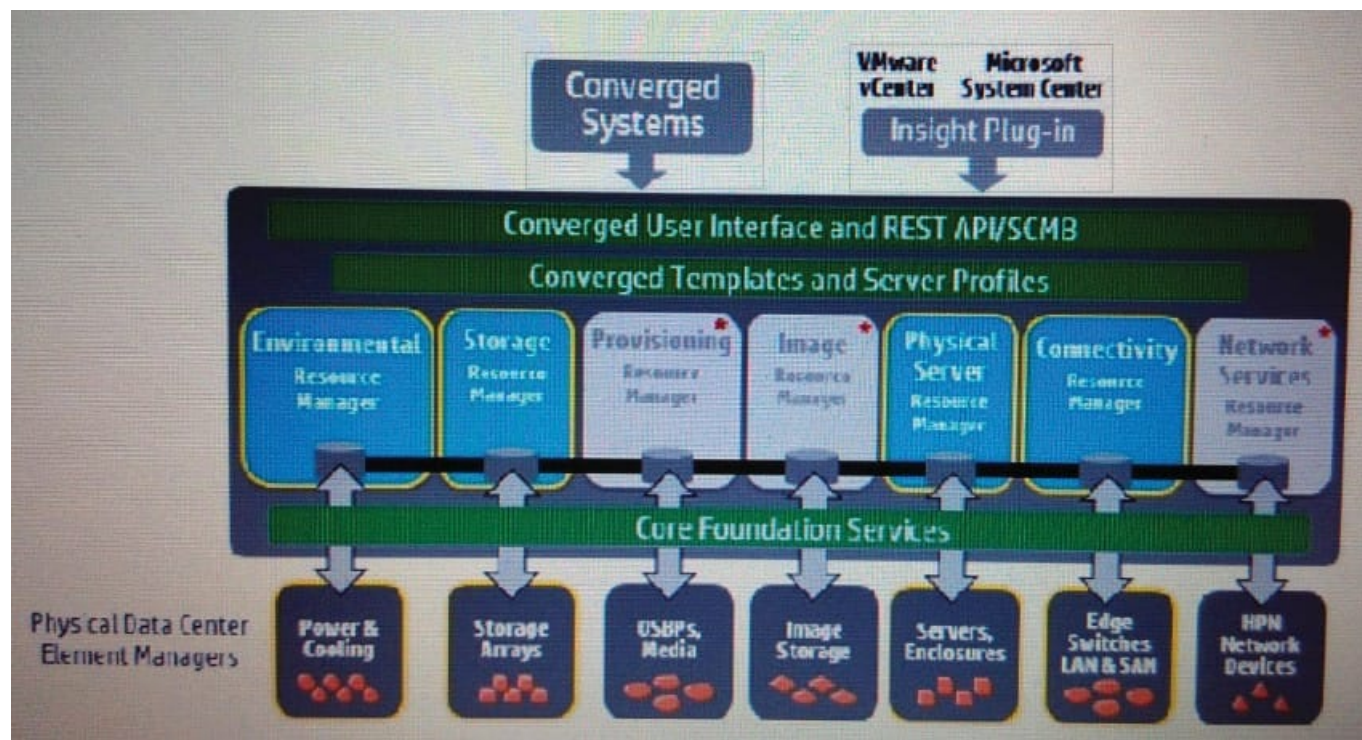 Converged
Systems
VMware
vCenter
Microsoft
System Center
Insight Plug-in
Converged User Interface and REST API/SCMB
Converged Templates and Server Profiles
Environmental
Resource
Manager
Storage
Resource
Manager
Provisioning *
Resource
Manager
Image *
Resource
Manager
Physical
Server
Resource
Manager
Connectivity
Resource
Manager
Network *
Services
Resource
Manager
Core Foundation Services
Physical Data Center
Element Managers
Power &
Cooling
Storage
Arrays
OSBPs,
Media
Image
Storage
Servers,
Enclosures
Edge
Switches
LAN & SAN
HPN
Network
Devices